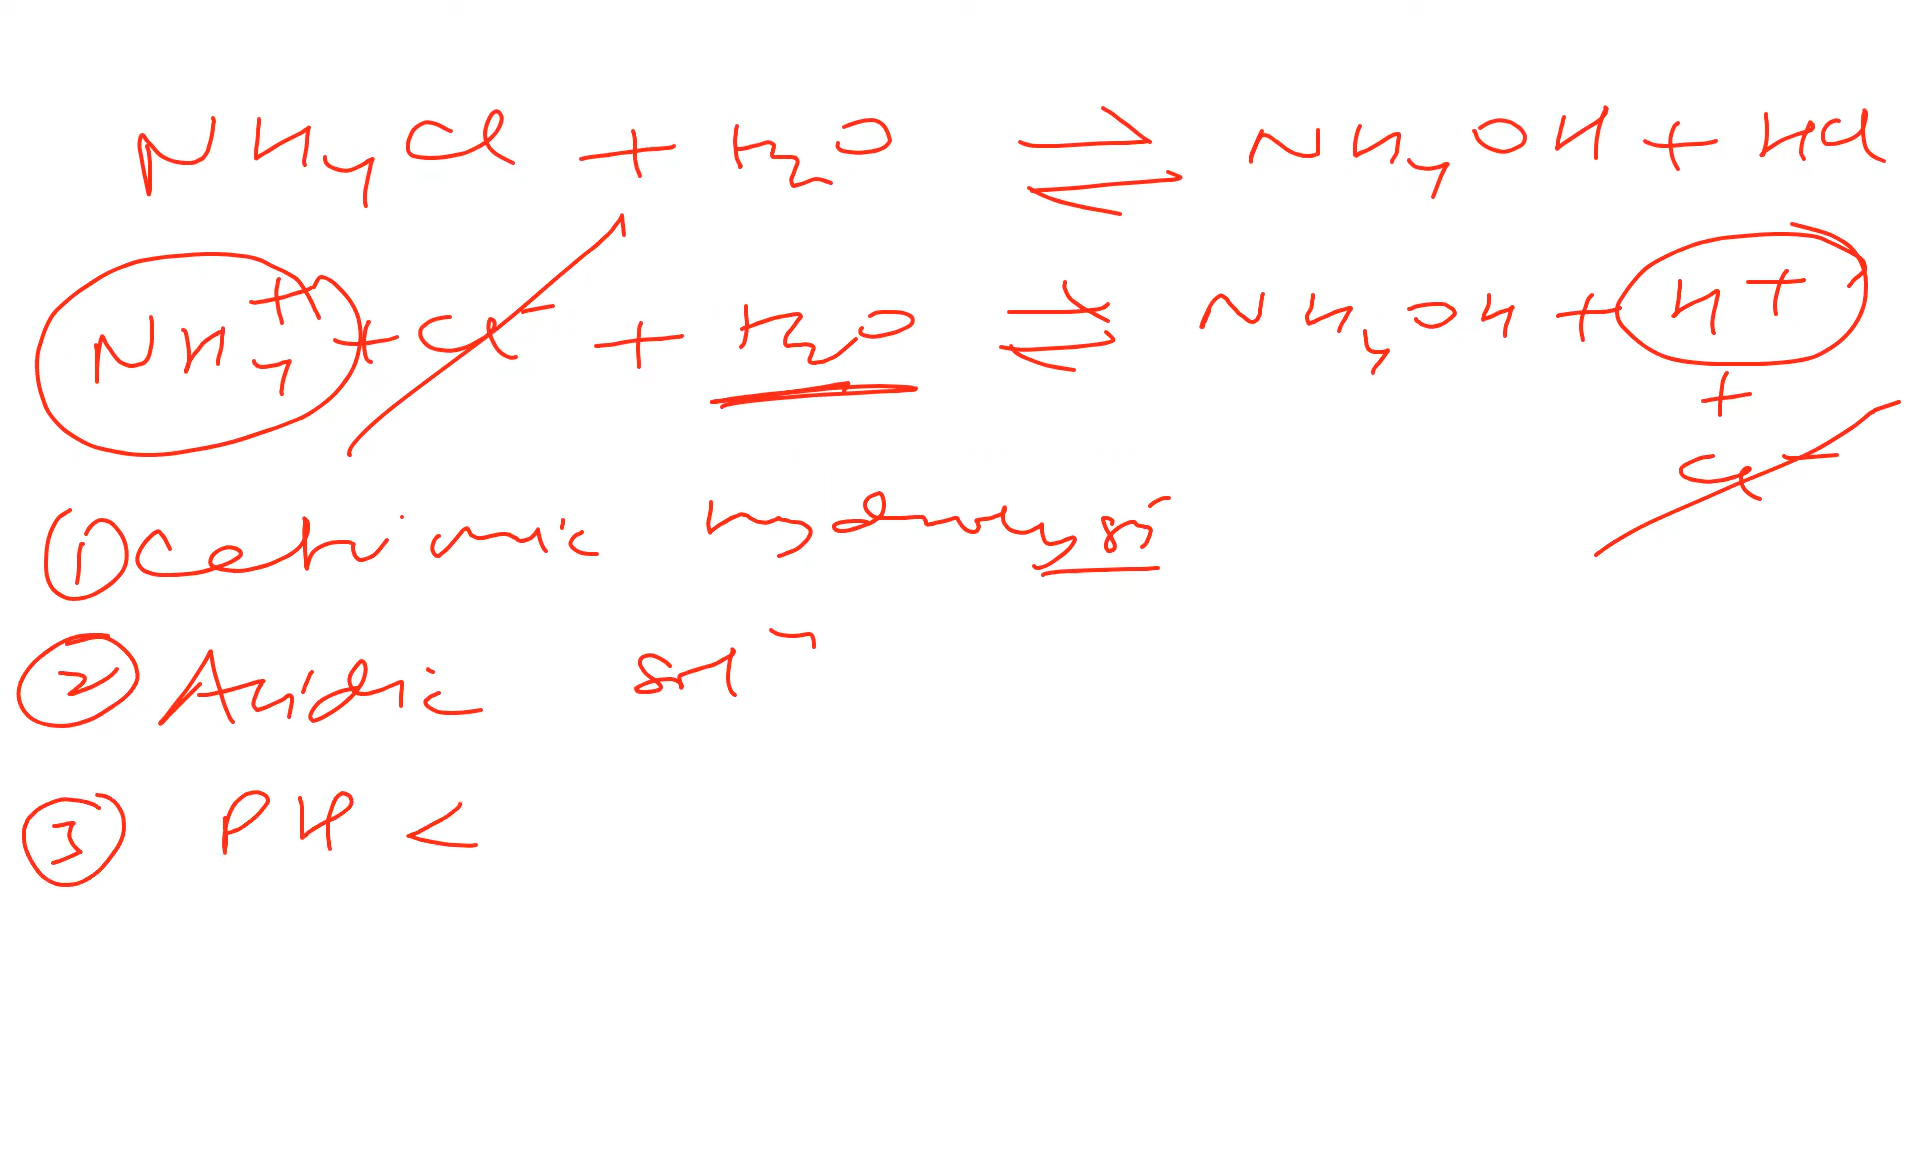 NH4Cl + H2O ⇌ NH4OH + HCl
NH4+ + Cl- + H2O ⇌ NH4OH + H+
+
Cl-
① Cationic hydrolysis
② Acidic sol^n
③ PH <